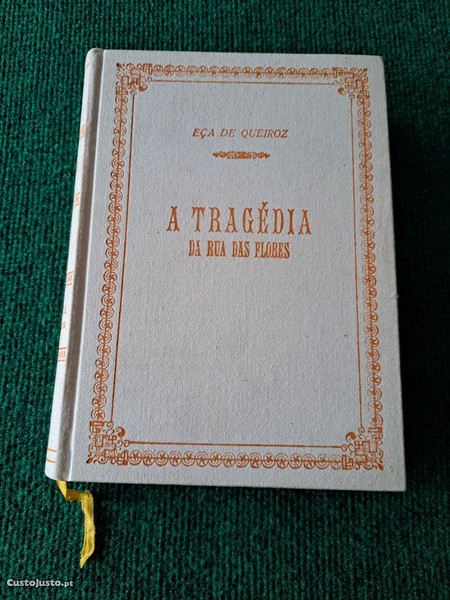 EÇA DE QUEIROZ
A TRAGÉDIA
DA RUA DAS FLORES
CustoJusto.pt